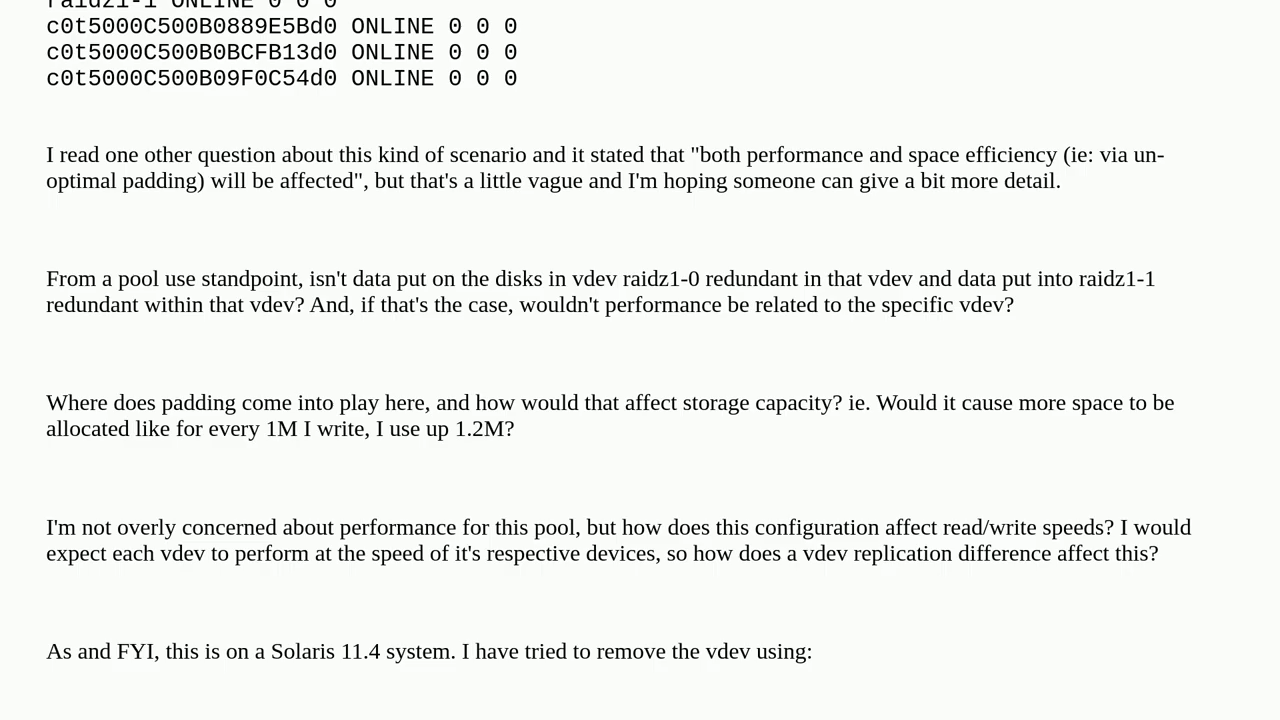 raidz1-1 ONLINE 0 0 0
c0t5000C500B0889E5Bd0 ONLINE 0 0 0
c0t5000C500B0BCFB13d0 ONLINE 0 0 0
c0t5000C500B09F0C54d0 ONLINE 0 0 0
I read one other question about this kind of scenario and it stated that "both performance and space efficiency (ie: via un-
optimal padding) will be affected", but that's a little vague and I'm hoping someone can give a bit more detail.
From a pool use standpoint, isn't data put on the disks in vdev raidz1-0 redundant in that vdev and data put into raidz1-1
redundant within that vdev? And, if that's the case, wouldn't performance be related to the specific vdev?
Where does padding come into play here, and how would that affect storage capacity? ie. Would it cause more space to be
allocated like for every 1M I write, I use up 1.2M?
I'm not overly concerned about performance for this pool, but how does this configuration affect read/write speeds? I would
expect each vdev to perform at the speed of it's respective devices, so how does a vdev replication difference affect this?
As and FYI, this is on a Solaris 11.4 system. I have tried to remove the vdev using: